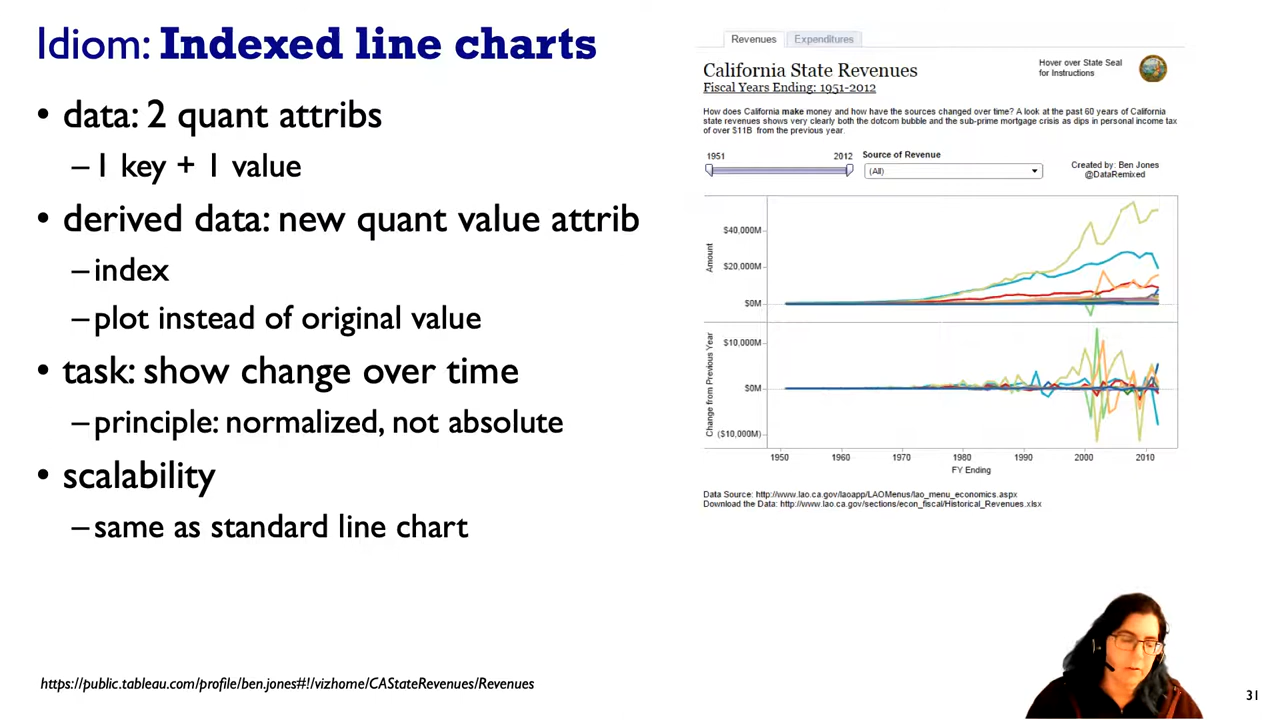 Idiom: Indexed line charts
• data: 2 quant attribs
–1 key + 1 value
• derived data: new quant value attrib
–index
–plot instead of original value
• task: show change over time
–principle: normalized, not absolute
• scalability
–same as standard line chart
https://public.tableau.com/profile/ben.jones#!/vizhome/CAStateRevenues/Revenues
Revenues Expenditures
California State Revenues
Fiscal Years Ending: 1951-2012
Hover over State Seal
for Instructions
How does California make money and how have the sources changed over time? A look at the past 60 years of California
state revenues shows very clearly both the dotcom bubble and the sub-prime mortgage crisis as dips in personal income tax
of over $11B from the previous year.
1951 2012
Source of Revenue
(All)
Created by: Ben Jones
@DataRemixed
Amount
$40,000M
$20,000M
$0M
Change from Previous Year
$10,000M
$0M
($10,000M)
1950 1960 1970 1980 1990 2000 2010
FY Ending
Data Source: http://www.lao.ca.gov/laoapp/LAOMenus/lao_menu_economics.aspx
Download the Data: http://www.lao.ca.gov/sections/econ_fiscal/Historical_Revenues.xlsx
31